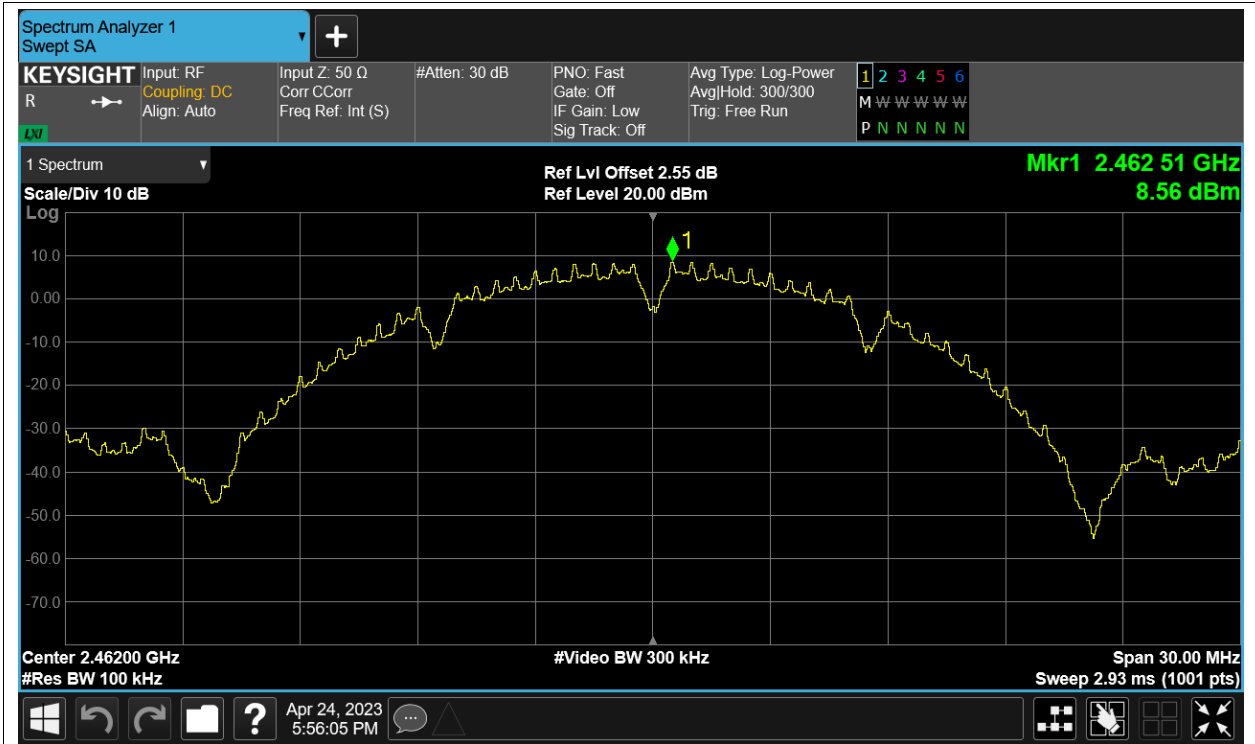 Spectrum Analyzer 1
Swept SA
KEYSIGHT
R
LXI
Input: RF
Coupling: DC
Align: Auto
Input Z: 50 Ω
Corr CCorr
Freq Ref: Int (S)
#Atten: 30 dB
PNO: Fast
Gate: Off
IF Gain: Low
Sig Track: Off
Avg Type: Log-Power
Avg|Hold: 300/300
Trig: Free Run
1 2 3 4 5 6
M W W W W W
P N N N N N
1 Spectrum
Scale/Div 10 dB
Log
Ref Lvl Offset 2.55 dB
Ref Level 20.00 dBm
Mkr1 2.462 51 GHz
8.56 dBm
1
10.0
0.00
-10.0
-20.0
-30.0
-40.0
-50.0
-60.0
-70.0
Center 2.46200 GHz
#Res BW 100 kHz
#Video BW 300 kHz
Span 30.00 MHz
Sweep 2.93 ms (1001 pts)
?
Apr 24, 2023
5:56:05 PM